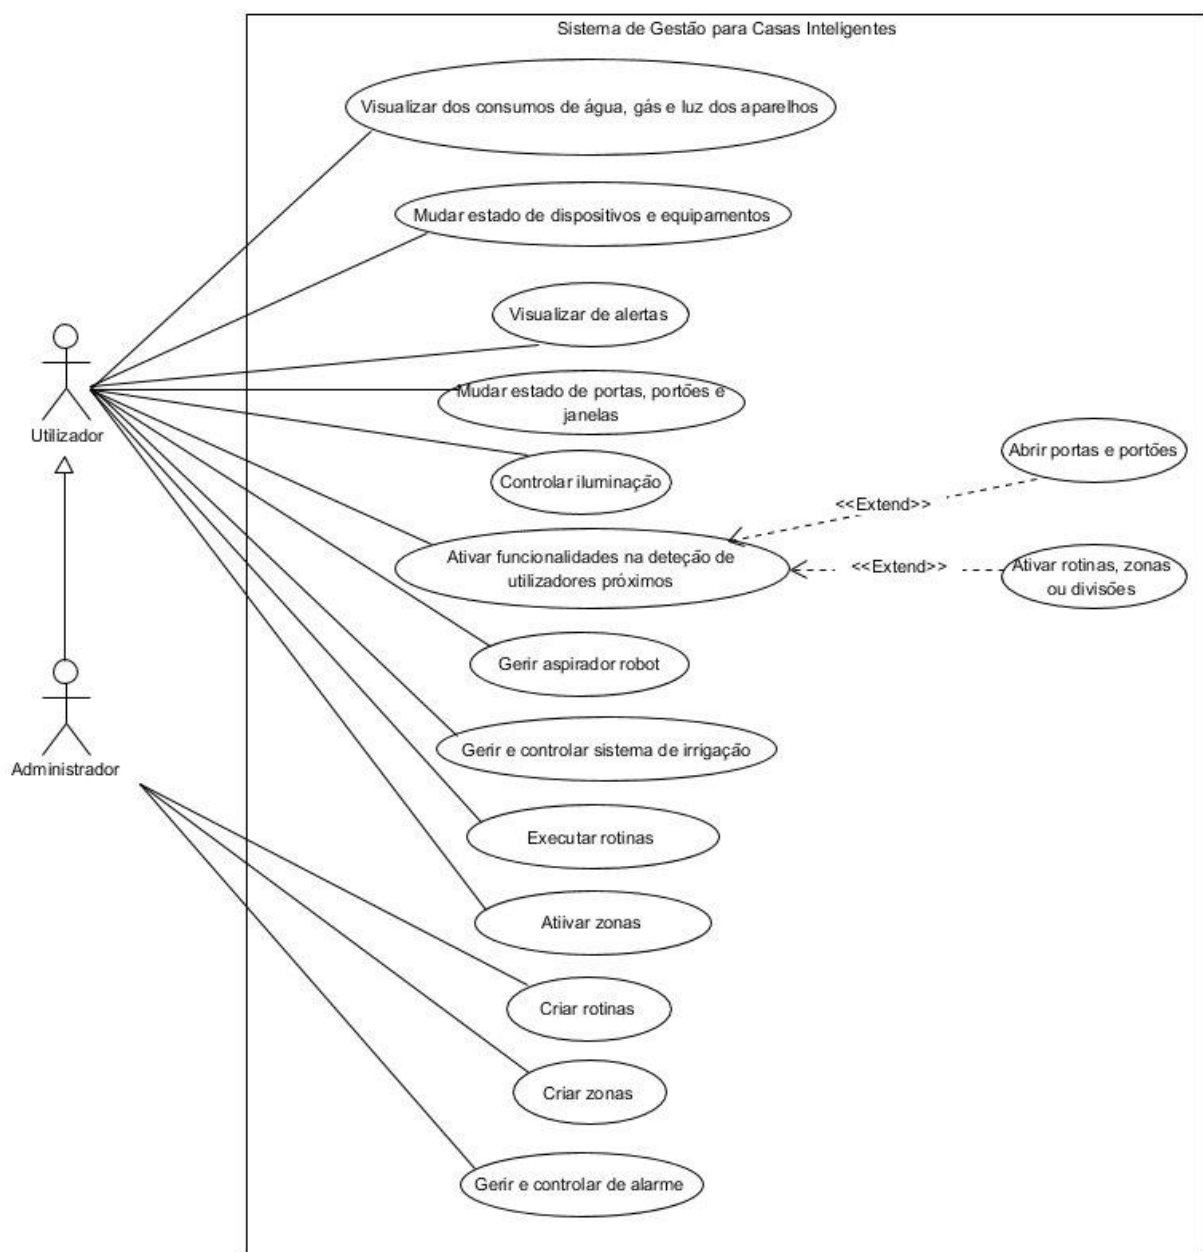 Sistema de Gestão para Casas Inteligentes
Visualizar dos consumos de água, gás e luz dos aparelhos
Mudar estado de dispositivos e equipamentos
Visualizar de alertas
Mudar estado de portas, portões e
janelas
Utilizador
Abrir portas e portões
Controlar iluminação
<<Extend>>
Ativar funcionalidades na deteção de
utilizadores próximos
<<Extend>>
Ativar rotinas, zonas
ou divisões
Gerir aspirador robot
Gerir e controlar sistema de irrigação
Administrador
Executar rotinas
Atiivar zonas
Criar rotinas
Criar zonas
Gerir e controlar de alarme